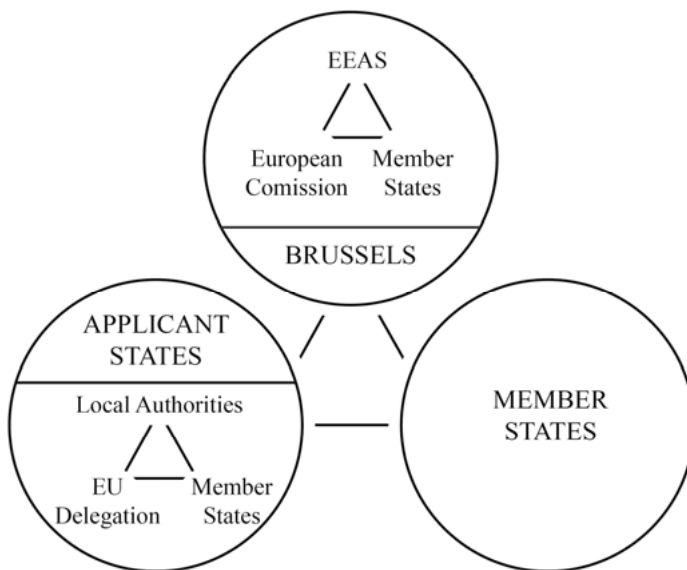 EEAS
European Member
Comission States
BRUSSELS
APPLICANT
STATES
Local Authorities
EU Member
Delegation States
MEMBER
STATES